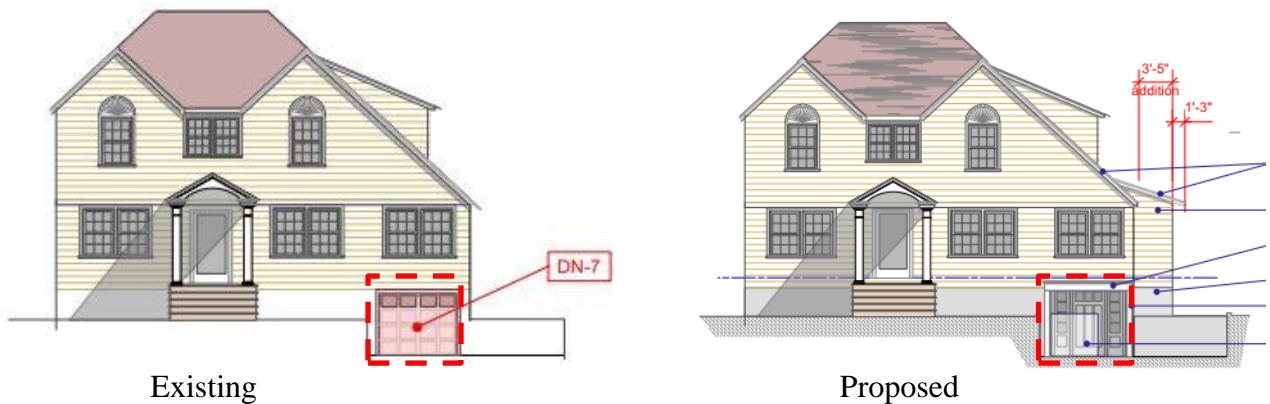 3'-5"
addition
1'-3"
DN-7
Existing
Proposed